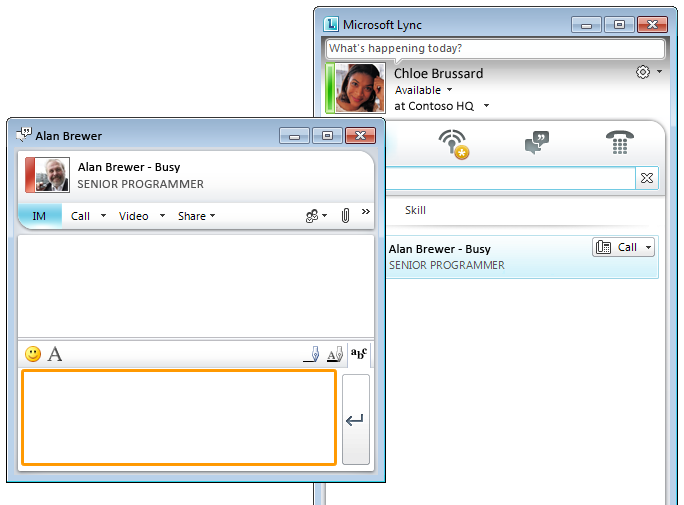 Microsoft Lync
What's happening today?
Chloe Brussard
Available
at Contoso HQ
Skill
Alan Brewer - Busy
SENIOR PROGRAMMER
Call
Alan Brewer
Alan Brewer - Busy
SENIOR PROGRAMMER
IM Call Video Share »
A A abc